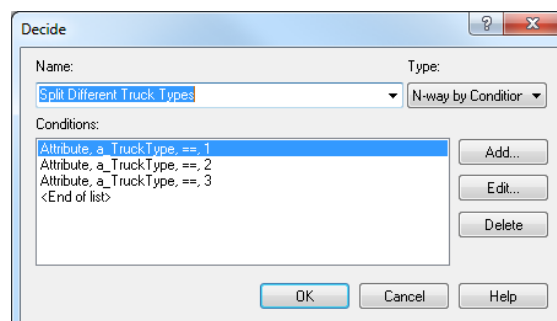 Decide
?
X
Name:
Type:
Split Different Truck Types
N-way by Condition
Conditions:
Attribute, a_TruckType, ==, 1
Add...
Attribute, a_TruckType, ==, 2
Attribute, a_TruckType, ==, 3
Edit...
<End of list>
Delete
OK
Cancel
Help